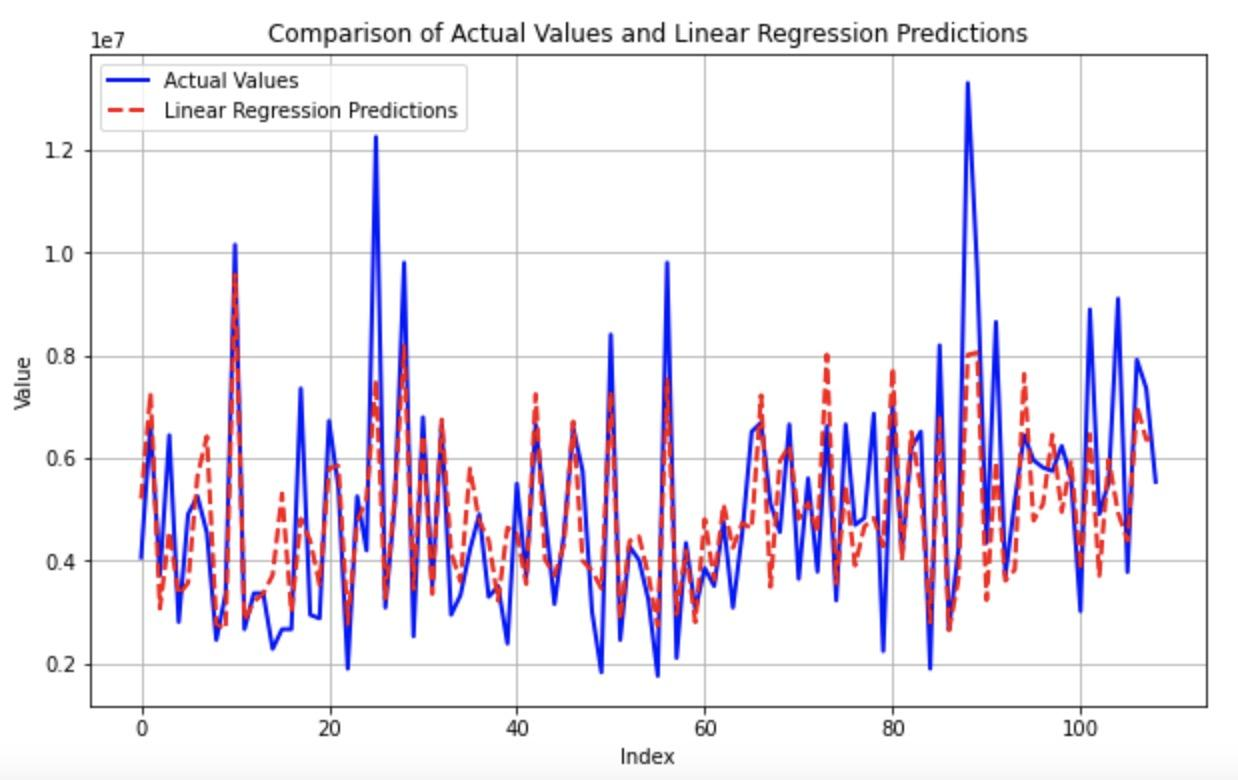 Comparison of Actual Values and Linear Regression Predictions
1e7
Actual Values
Linear Regression Predictions
1.2
1.0
0.8
0.6
0.4
0.2
Value
0 20 40 60 80 100
Index